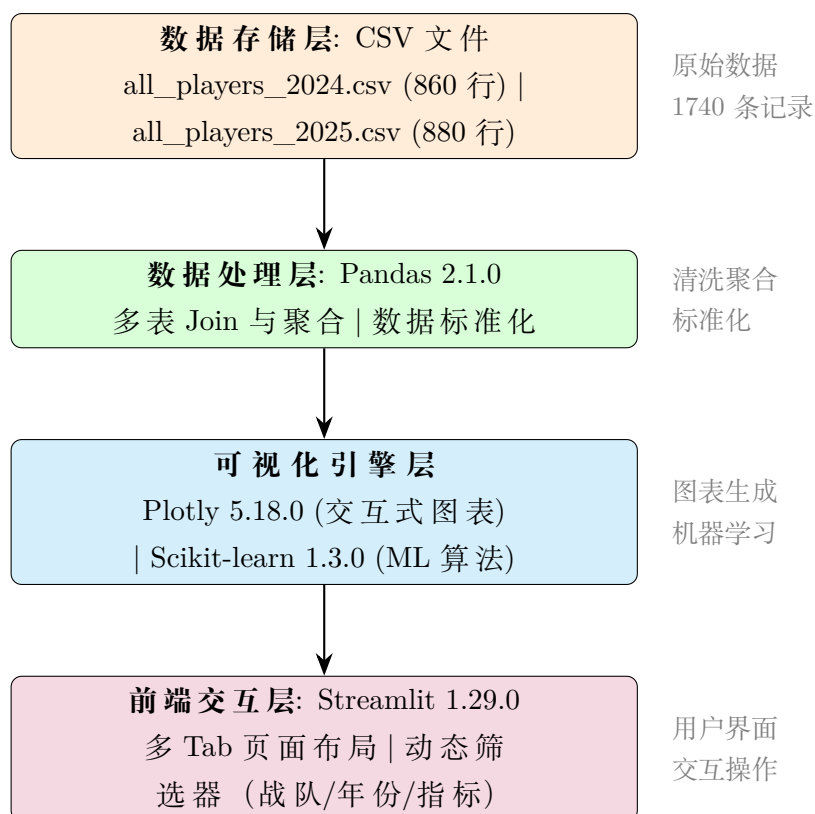 数据存储层: CSV 文件
all_players_2024.csv (860 行) |
all_players_2025.csv (880 行)
原始数据
1740 条记录
数据处理层: Pandas 2.1.0
多表 Join 与聚合 | 数据标准化
清洗聚合
标准化
可视化引擎层
Plotly 5.18.0 (交互式图表)
| Scikit-learn 1.3.0 (ML 算法)
图表生成
机器学习
前端交互层: Streamlit 1.29.0
多 Tab 页面布局 | 动态筛
选器（战队/年份/指标）
用户界面
交互操作